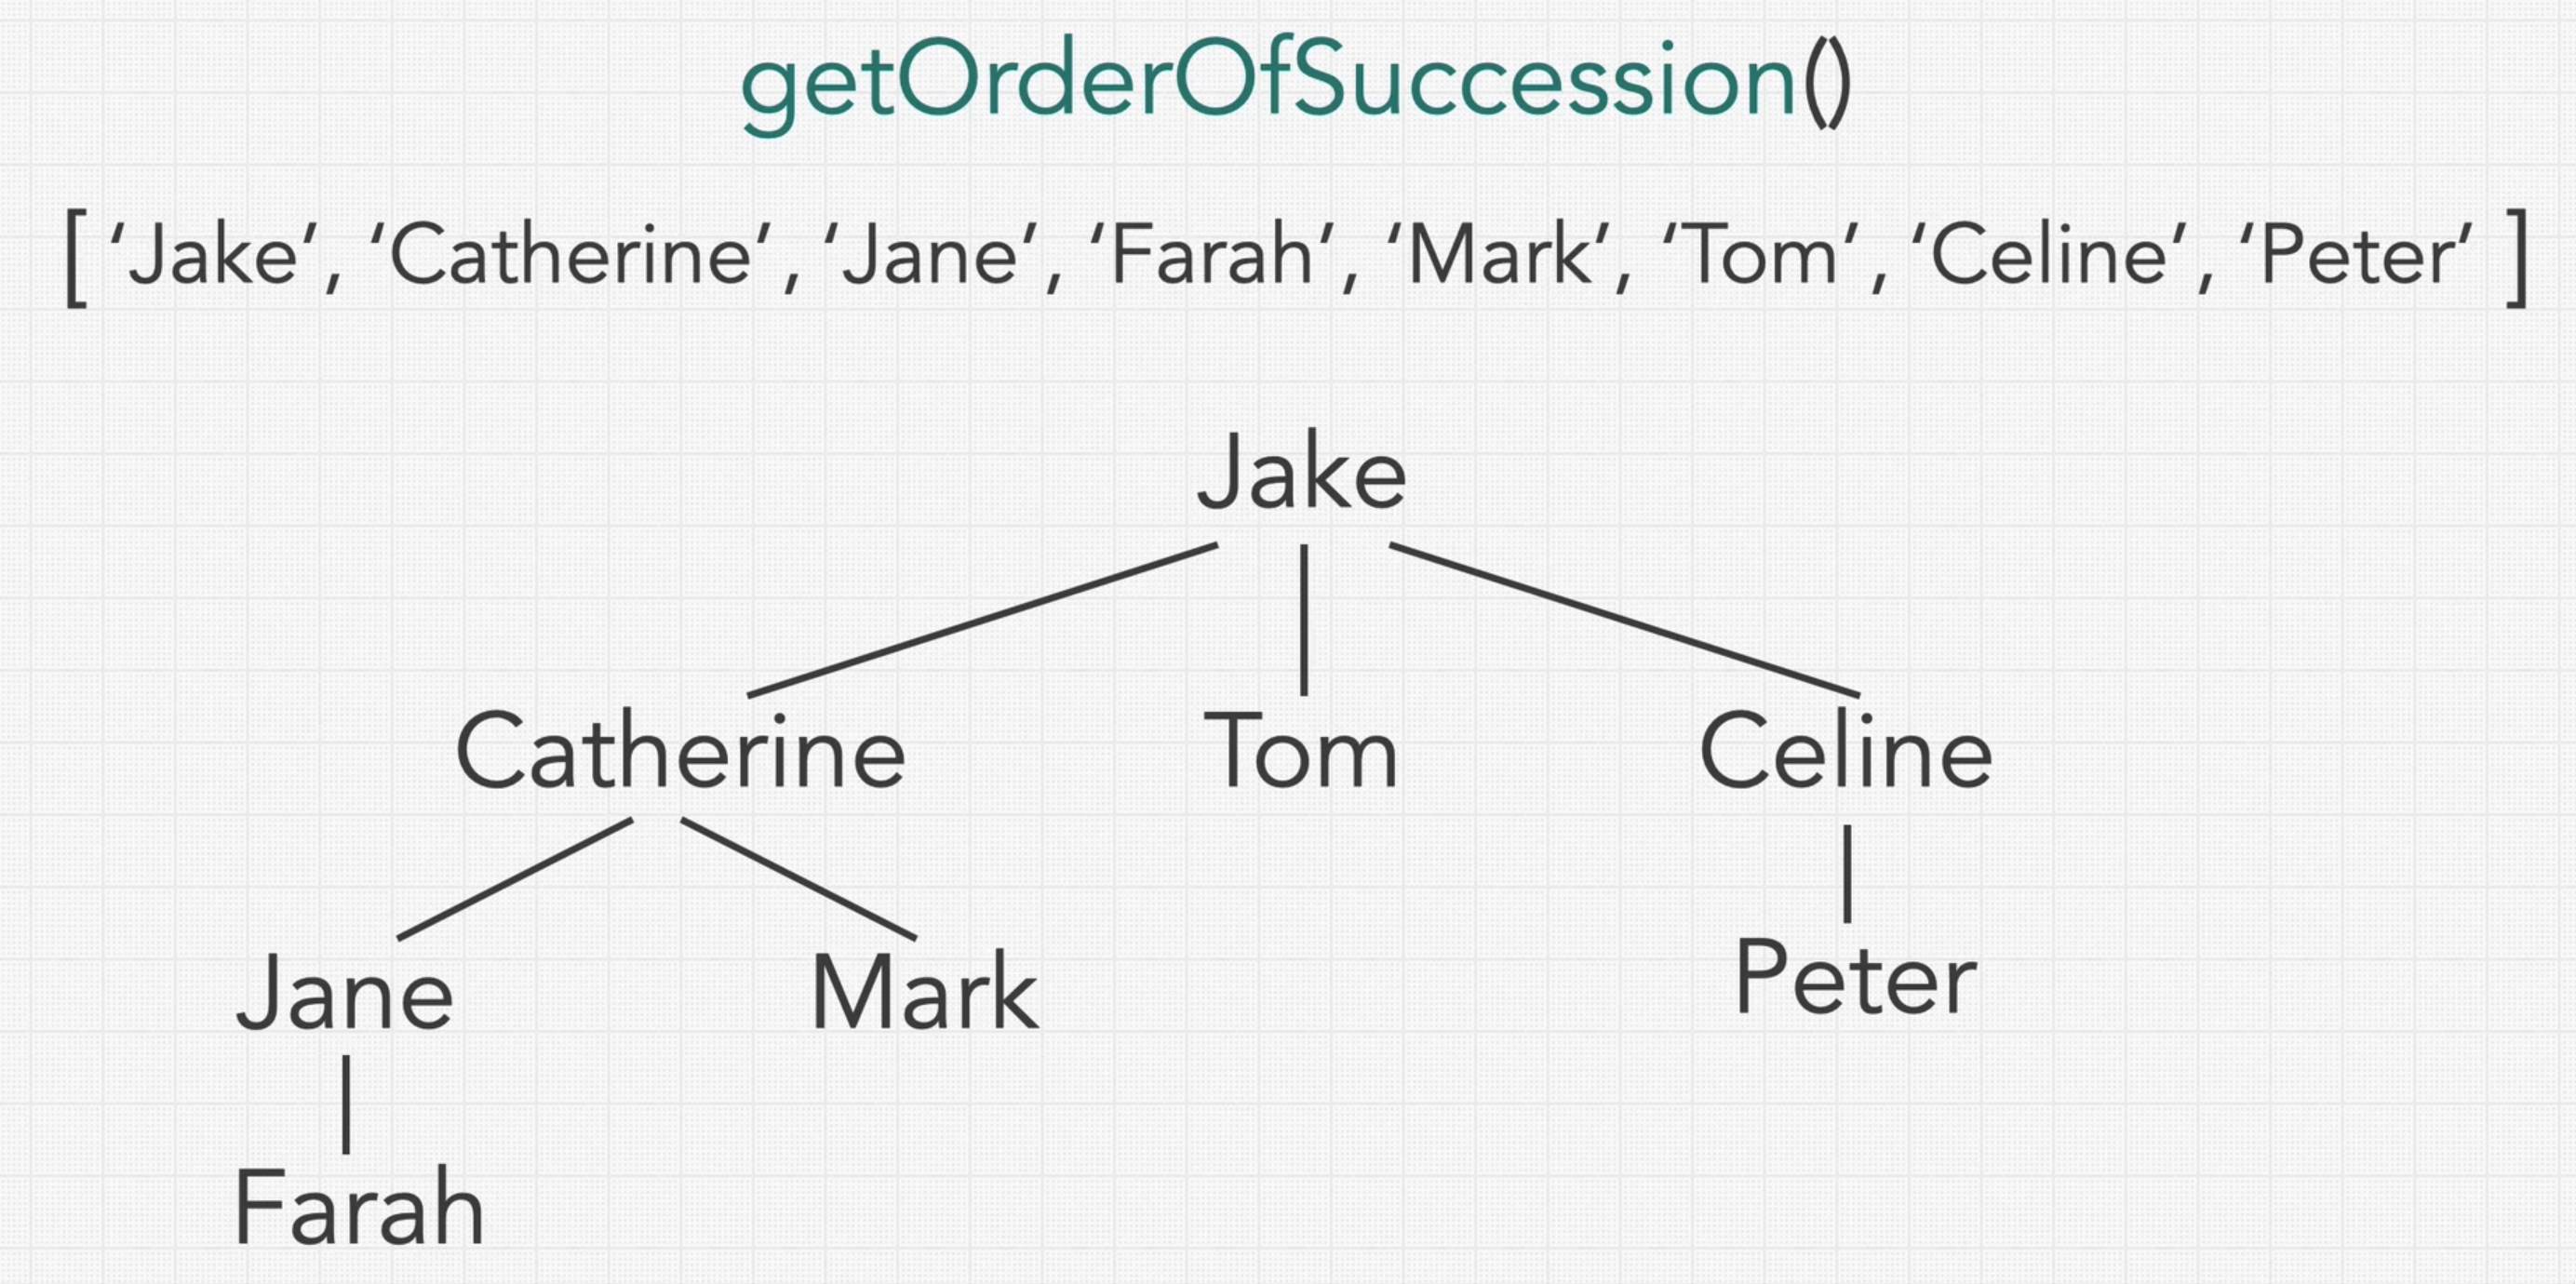 getOrderOfSuccession()
[ ‘Jake’, ‘Catherine’, ‘Jane’, ‘Farah’, ‘Mark’, ‘Tom’, ‘Celine’, ‘Peter’ ]
Jake
Catherine Tom Celine
Jane Mark Peter
Farah